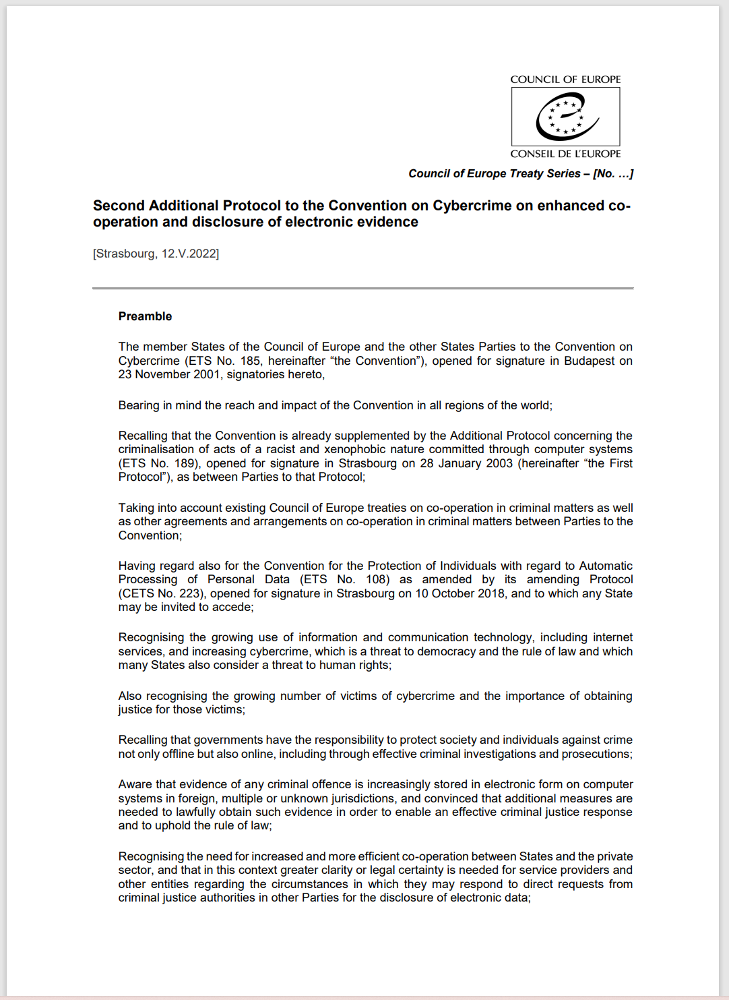 COUNCIL OF EUROPE
CONSEIL DE L'EUROPE
Council of Europe Treaty Series – [No. …]
Second Additional Protocol to the Convention on Cybercrime on enhanced co-
operation and disclosure of electronic evidence
[Strasbourg, 12.V.2022]
Preamble
The member States of the Council of Europe and the other States Parties to the Convention on
Cybercrime (ETS No. 185, hereinafter “the Convention”), opened for signature in Budapest on
23 November 2001, signatories hereto,
Bearing in mind the reach and impact of the Convention in all regions of the world;
Recalling that the Convention is already supplemented by the Additional Protocol concerning the
criminalisation of acts of a racist and xenophobic nature committed through computer systems
(ETS No. 189), opened for signature in Strasbourg on 28 January 2003 (hereinafter “the First
Protocol”), as between Parties to that Protocol;
Taking into account existing Council of Europe treaties on co-operation in criminal matters as well
as other agreements and arrangements on co-operation in criminal matters between Parties to the
Convention;
Having regard also for the Convention for the Protection of Individuals with regard to Automatic
Processing of Personal Data (ETS No. 108) as amended by its amending Protocol
(CETS No. 223), opened for signature in Strasbourg on 10 October 2018, and to which any State
may be invited to accede;
Recognising the growing use of information and communication technology, including internet
services, and increasing cybercrime, which is a threat to democracy and the rule of law and which
many States also consider a threat to human rights;
Also recognising the growing number of victims of cybercrime and the importance of obtaining
justice for those victims;
Recalling that governments have the responsibility to protect society and individuals against crime
not only offline but also online, including through effective criminal investigations and prosecutions;
Aware that evidence of any criminal offence is increasingly stored in electronic form on computer
systems in foreign, multiple or unknown jurisdictions, and convinced that additional measures are
needed to lawfully obtain such evidence in order to enable an effective criminal justice response
and to uphold the rule of law;
Recognising the need for increased and more efficient co-operation between States and the private
sector, and that in this context greater clarity or legal certainty is needed for service providers and
other entities regarding the circumstances in which they may respond to direct requests from
criminal justice authorities in other Parties for the disclosure of electronic data;